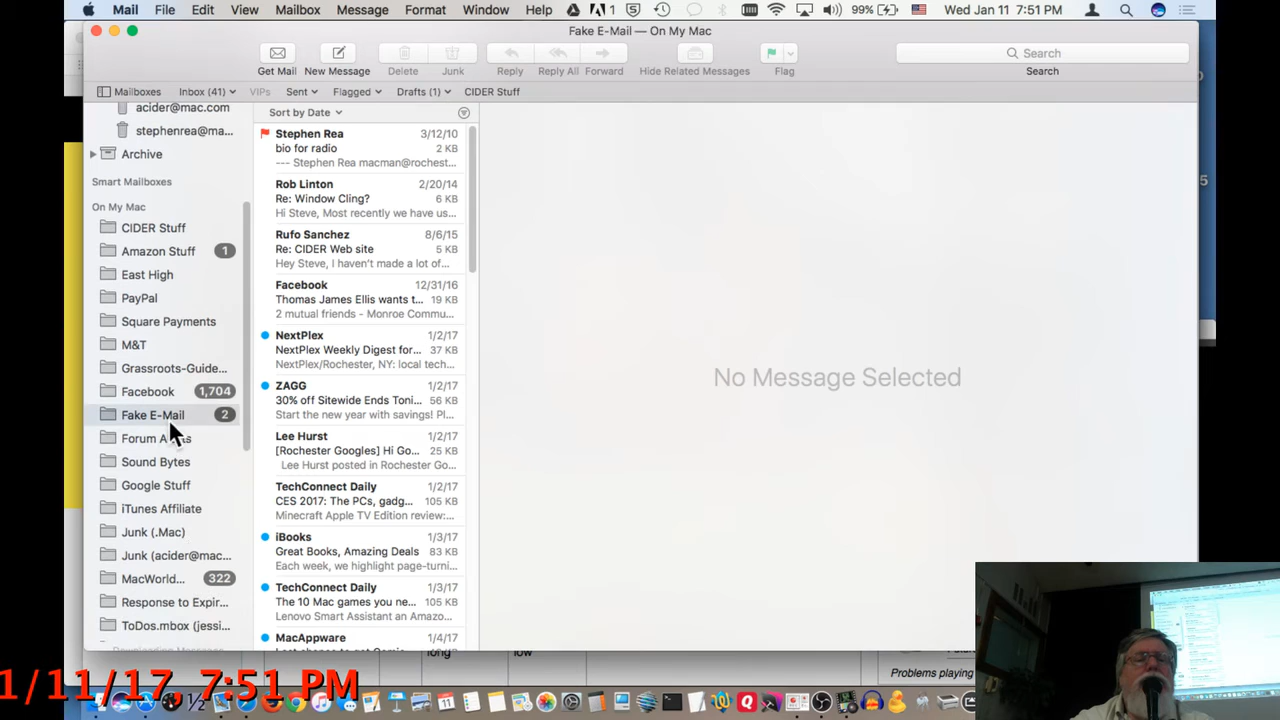 Mail File Edit View Mailbox Message Format Window Help 99% Wed Jan 11 7:51 PM
Fake E-Mail — On My Mac
Get Mail New Message Delete Junk Reply Reply All Forward Hide Related Messages Flag Search
Search
Mailboxes Inbox (41) VIPs Sent Flagged Drafts (1) CIDER Stuff
acider@mac.com
stephenrea@ma...
Archive
Smart Mailboxes
On My Mac
CIDER Stuff
Amazon Stuff 1
East High
PayPal
Square Payments
M&T
Grassroots-Guide...
Facebook 1,704
Fake E-Mail 2
Sound Bytes
Google Stuff
iTunes Affiliate
Junk (.Mac)
Junk (acider@mac...
MacWorld... 322
Response to Expir...
ToDos.mbox (jessi...
Downloading Messages
Sort by Date
Stephen Rea 3/12/10
bio for radio 2 KB
--- Stephen Rea macman@rochest...
Rob Linton 2/20/14
Re: Window Cling? 6 KB
Hi Steve, Most recently we have us...
Rufo Sanchez 8/6/15
Re: CIDER Web site 5 KB
Hey Steve, I haven't made a lot of...
Facebook 12/31/16
Thomas James Ellis wants t... 19 KB
2 mutual friends - Monroe Commu...
NextPlex 1/2/17
NextPlex Weekly Digest for... 37 KB
NextPlex/Rochester, NY: local tech...
ZAGG 1/2/17
30% off Sitewide Ends Toni... 56 KB
Start the new year with savings! Pl...
Lee Hurst 1/2/17
[Rochester Googles] Hi Go... 25 KB
Lee Hurst posted in Rochester Go...
TechConnect Daily 1/2/17
CES 2017: The PCs, gadg... 105 KB
Minecraft Apple TV Edition review:...
iBooks 1/3/17
Great Books, Amazing Deals 83 KB
Each week, we highlight page-turni...
TechConnect Daily 1/3/17
The 10 Mac games you ne... 105 KB
Lenovo Smart Assistant an Amazo...
MacAppware 1/4/17
No Message Selected
long low
Problems playing
1/11/17 7:51 PM